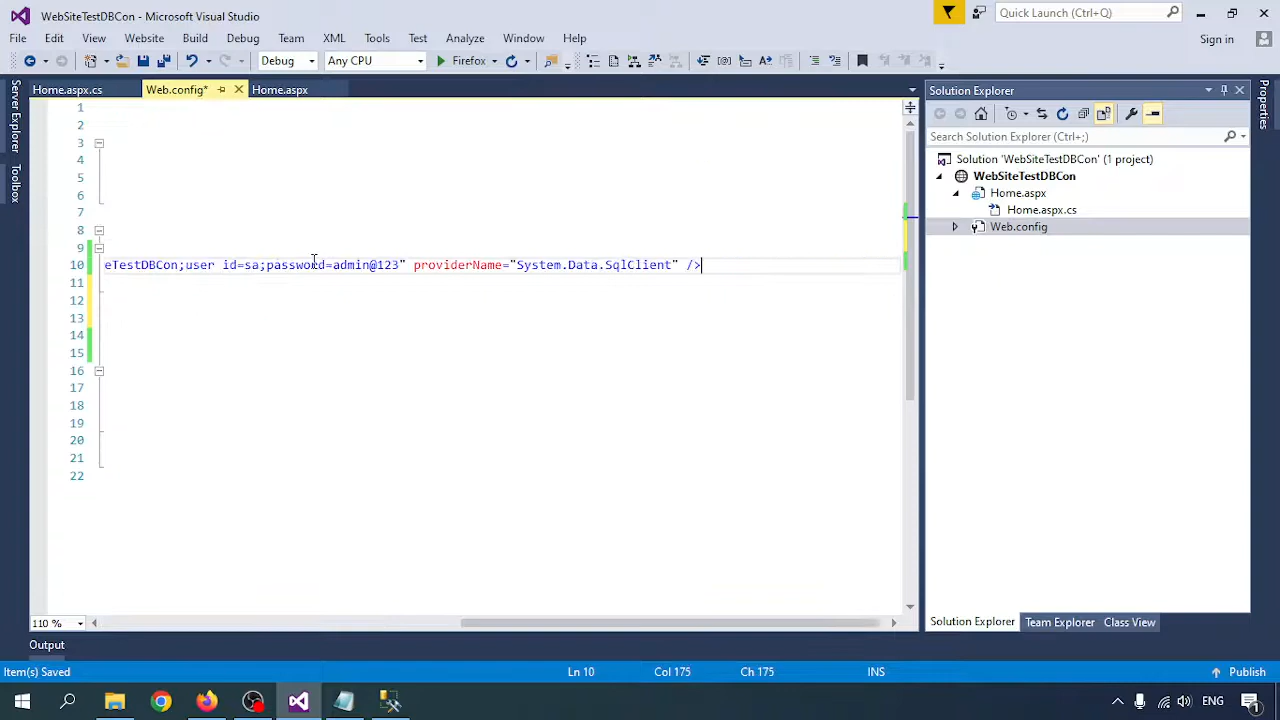 WebSiteTestDBCon - Microsoft Visual Studio
Quick Launch (Ctrl+Q)
File Edit View Website Build Debug Team XML Tools Test Analyze Window Help
Sign in
Debug Any CPU Firefox
Home.aspx.cs Web.config* Home.aspx
Server Explorer
Toolbox
1
2
3
4
5
6
7
8
9
10 eTestDBCon;user id=sa;password=admin@123" providerName="System.Data.SqlClient" />
11
12
13
14
15
16
17
18
19
20
21
22
110 %
Solution Explorer
Search Solution Explorer (Ctrl+;)
Solution 'WebSiteTestDBCon' (1 project)
WebSiteTestDBCon
Home.aspx
Home.aspx.cs
Web.config
Solution Explorer Team Explorer Class View
Properties
Output
Item(s) Saved Ln 10 Col 175 Ch 175 INS Publish
ENG
1